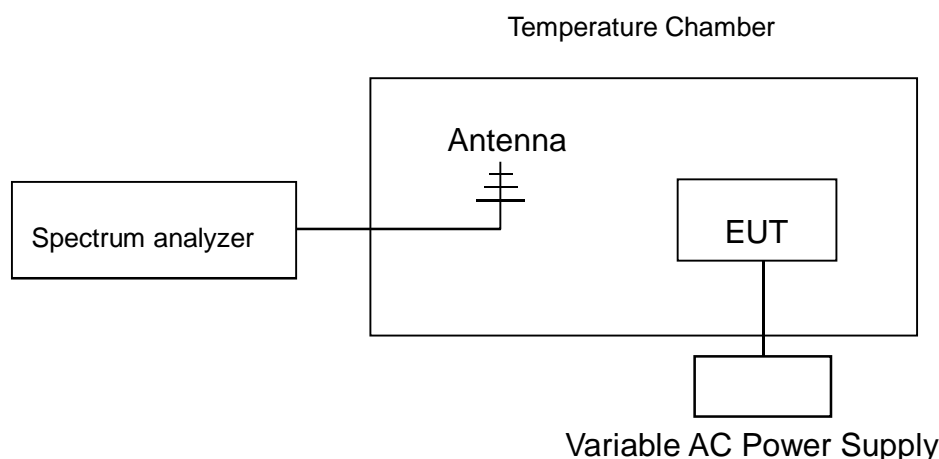 Temperature Chamber
Antenna
Spectrum analyzer
EUT
Variable AC Power Supply